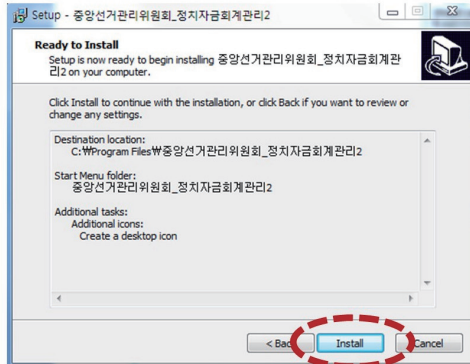 Setup - 중앙선거관리위원회_정치자금회계관리2
Ready to Install
Setup is now ready to begin installing 중앙선거관리위원회_정치자금회계관
리2 on your computer.
Click Install to continue with the installation, or click Back if you want to review or
change any settings.
Destination location:
C:₩Program Files₩중앙선거관리위원회_정치자금회계관리2
Start Menu folder:
중앙선거관리위원회_정치자금회계관리2
Additional tasks:
Additional icons:
Create a desktop icon
< Back Install Cancel